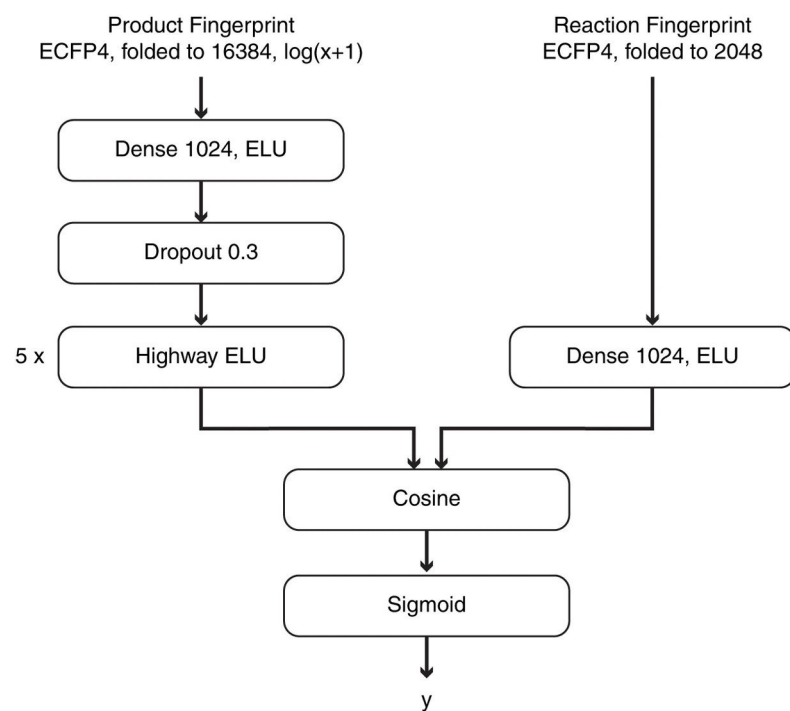 Product Fingerprint
ECFP4, folded to 16384, log(x+1)
Reaction Fingerprint
ECFP4, folded to 2048
Dense 1024, ELU
Dropout 0.3
5 x
Highway ELU
Dense 1024, ELU
Cosine
Sigmoid
y